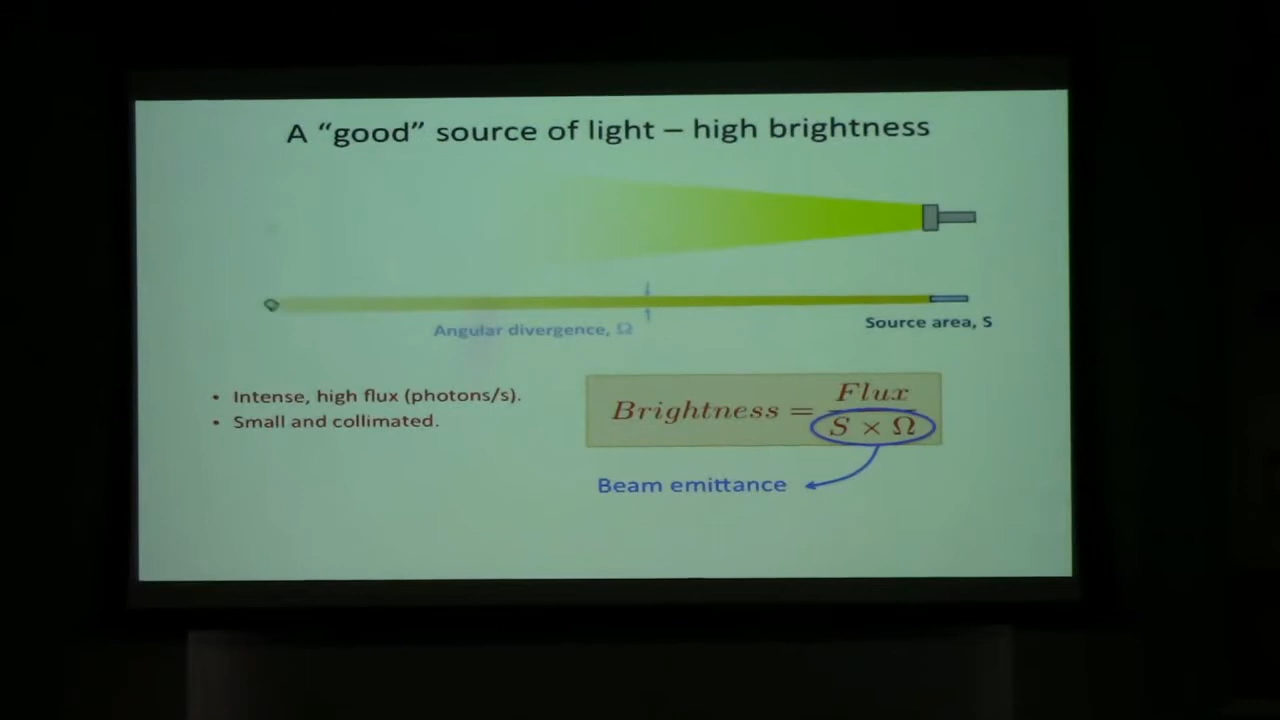 A “good” source of light – high brightness
Angular divergence, Ω
Source area, S
• Intense, high flux (photons/s).
• Small and collimated.
Brightness = Flux / S × Ω
Beam emittance